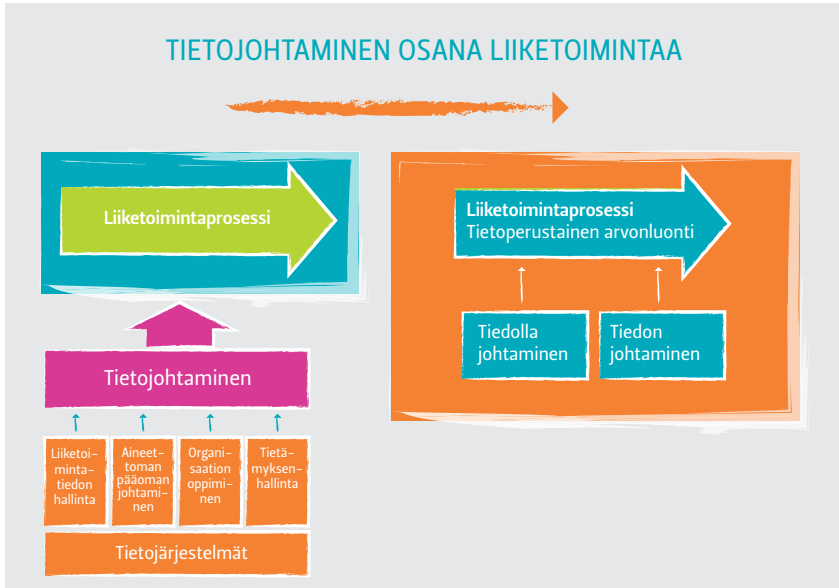 TIETOJOHTAMINEN OSANA LIIKETOIMINTAA
Liiketoimintaprosessi
Tietojohtaminen
Liiketoi-
minta-
tiedon
hallinta
Aineet-
toman
pääoman
johtami-
nen
Organi-
saation
oppimi-
nen
Tietä-
myksen-
hallinta
Tietojärjestelmät
Liiketoimintaprosessi
Tietoperustainen arvonluonti
Tiedolla
johtaminen
Tiedon
johtaminen